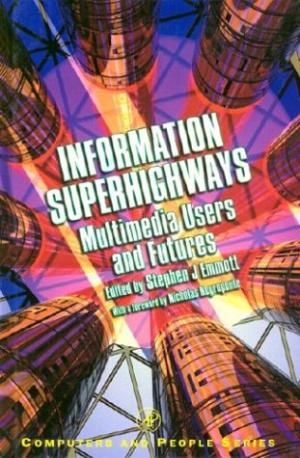 INFORMATION
SUPERHIGHWAYS
Multimedia Users
and Futures
Edited by Stephen J Emmott
With a foreword by Nicholas Negroponte
COMPUTERS AND PEOPLE SERIES